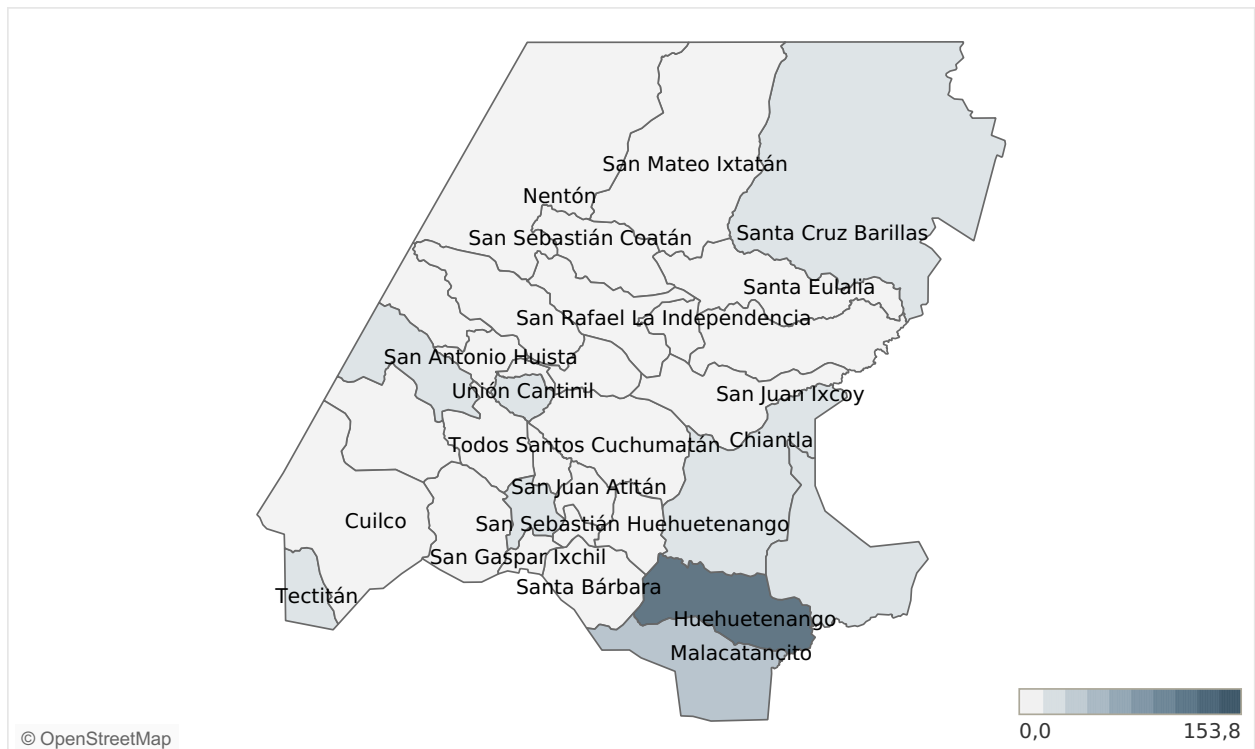 San Mateo Ixtatán
Nentón
Santa Cruz Barillas
San Sebastián Coatán
Santa Eulalia
San Rafael La Independencia
San Antonio Huista
Unión Cantinil
San Juan Ixcoy
Chiantla
Todos Santos Cuchumatán
San Juan Atitán
Cuilco
San Sebastián Huehuetenango
San Gaspar Ixchil
Santa Bárbara
Tectitán
Huehuetenango
Malacatancito
0,0 153,8
© OpenStreetMap